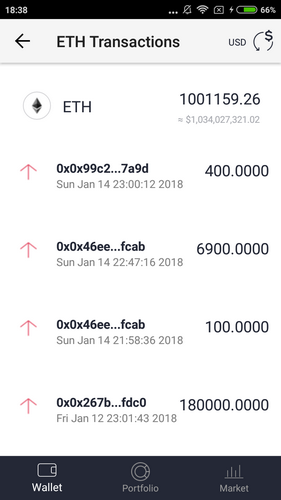 18:38
... 66%
ETH Transactions
USD
$
ETH
1001159.26
≈ $1,034,027,321.02
0x0x99c2...7a9d
400.0000
Sun Jan 14 23:00:12 2018
0x0x46ee...fcab
6900.0000
Sun Jan 14 22:47:16 2018
0x0x46ee...fcab
100.0000
Sun Jan 14 21:58:36 2018
0x0x267b...fdc0
180000.0000
Fri Jan 12 23:01:43 2018
Wallet
Portfolio
Market